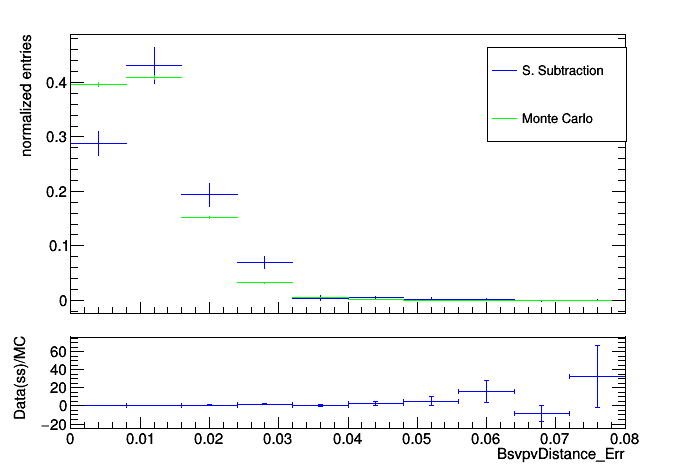 normalized entries
0.4
0.3
0.2
0.1
0
S. Subtraction
Monte Carlo
Data(ss)/MC
60
40
20
0
−20
0 0.01 0.02 0.03 0.04 0.05 0.06 0.07 0.08
BsvpvDistance_Err